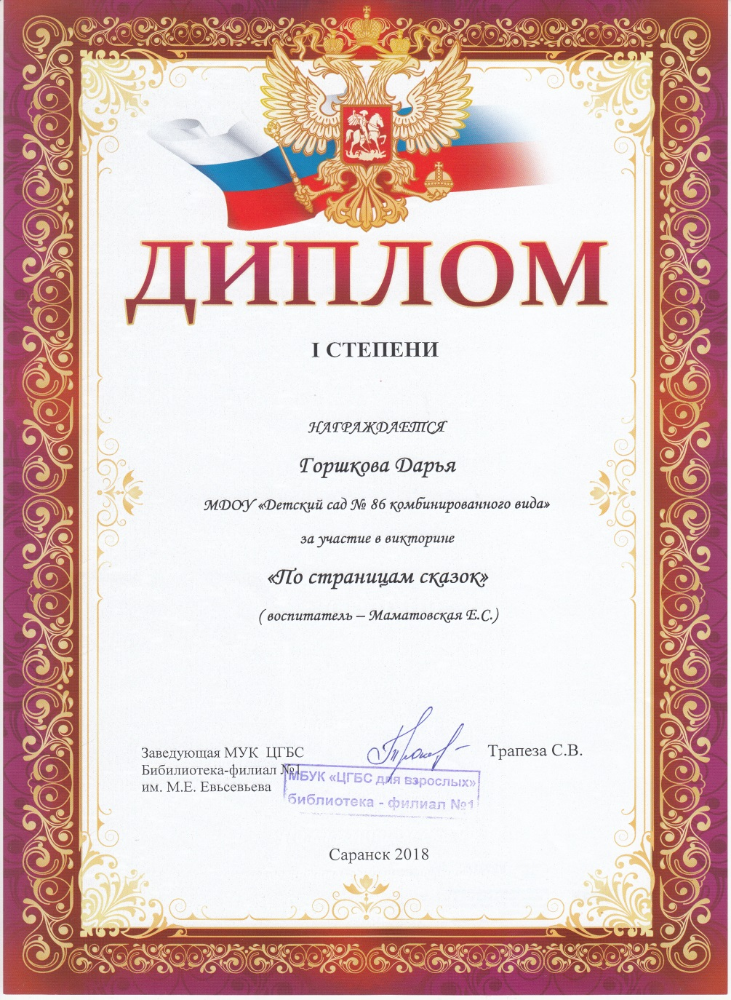 ДИПЛОМ
I СТЕПЕНИ
НАГРАЖДАЕТСЯ
Горшкова Дарья
МДОУ «Детский сад № 86 комбинированного вида»
за участие в викторине
«По страницам сказок»
( воспитатель – Маматовская Е.С.)
Заведующая МУК ЦГБС
Трапеза С.В.
Бибилиотека-филиал №1
им. М.Е. Евьсевьева
МБУК «ЦГБС для взрослых»
библиотека - филиал №1
Саранск 2018